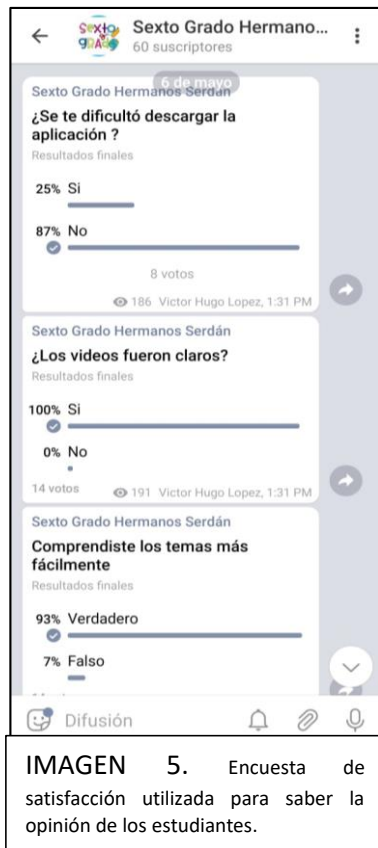 Sexto grado
Sexto Grado Hermano...
60 suscriptores
6 de mayo
Sexto Grado Hermanos Serdán
¿Se te dificultó descargar la
aplicación ?
Resultados finales
25% Si
87% No
8 votos
186 Victor Hugo Lopez, 1:31 PM
Sexto Grado Hermanos Serdán
¿Los videos fueron claros?
Resultados finales
100% Si
0% No
14 votos 191 Victor Hugo Lopez, 1:31 PM
Sexto Grado Hermanos Serdán
Comprendiste los temas más
fácilmente
Resultados finales
93% Verdadero
7% Falso
Difusión
IMAGEN 5. Encuesta de
satisfacción utilizada para saber la
opinión de los estudiantes.